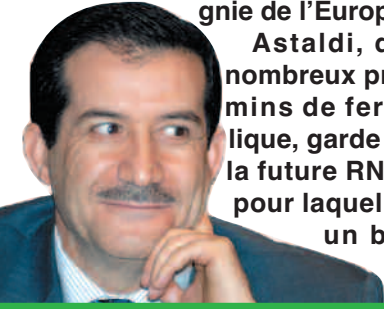 gnie de l'Europ
Astaldi, d
nombreux pr
mins de fer
lique, garde
la future RN
pour laquel
un b